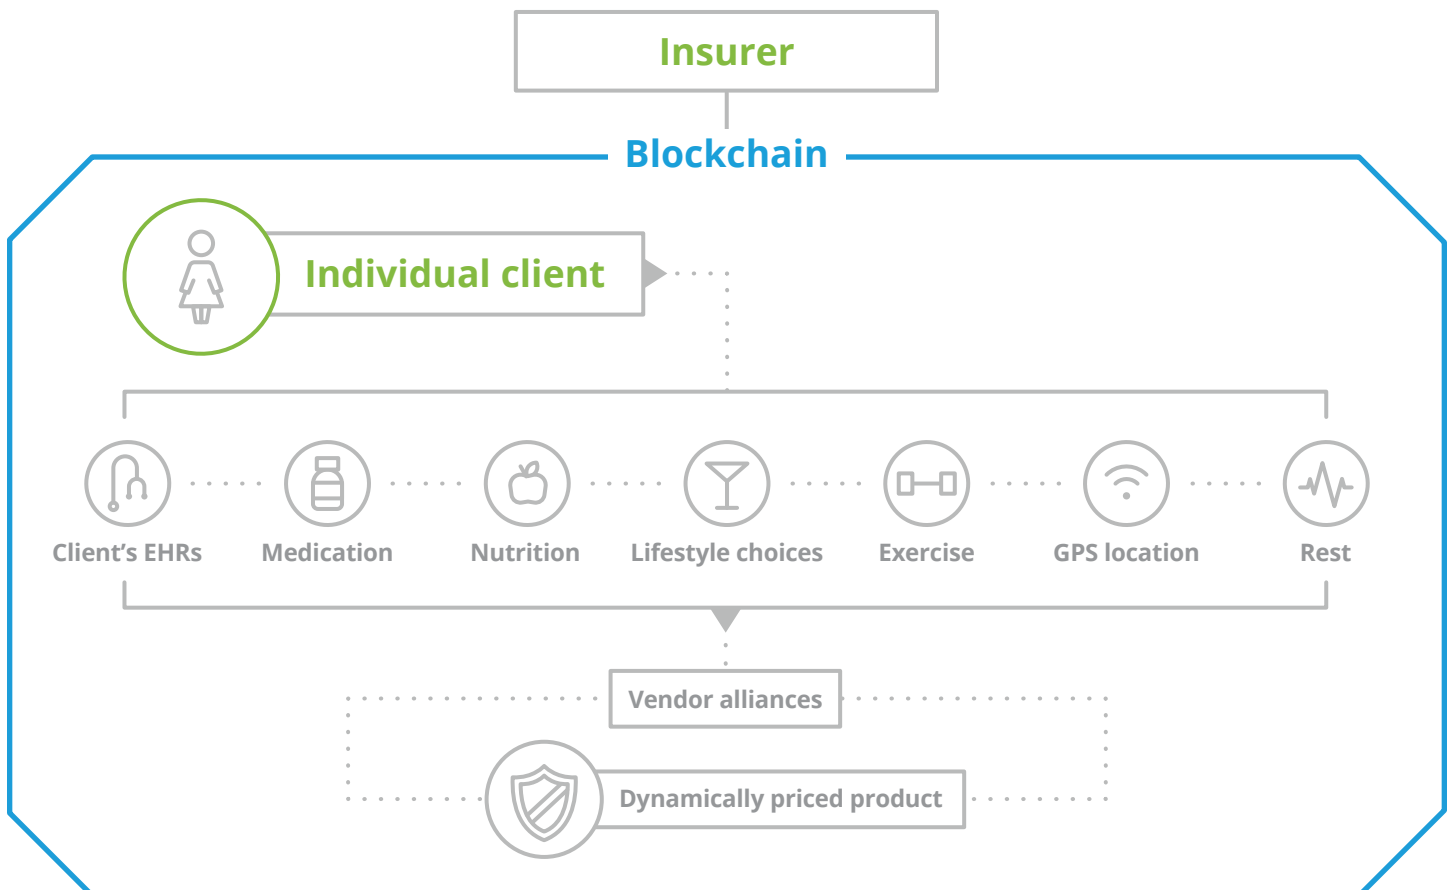 Insurer
Blockchain
Individual client
Client’s EHRs
Medication
Nutrition
Lifestyle choices
Exercise
GPS location
Rest
Vendor alliances
Dynamically priced product